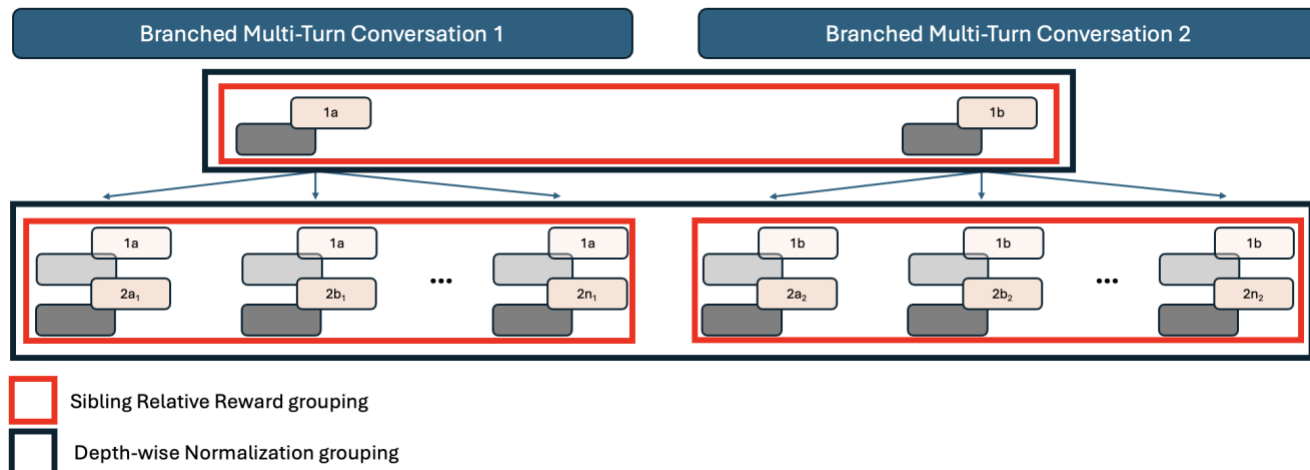 Branched Multi-Turn Conversation 1
Branched Multi-Turn Conversation 2
1a
1b
1a
1a
1a
1b
1b
1b
2a₁
2b₁
...
2n₁
2a₂
2b₂
...
2n₂
Sibling Relative Reward grouping
Depth-wise Normalization grouping